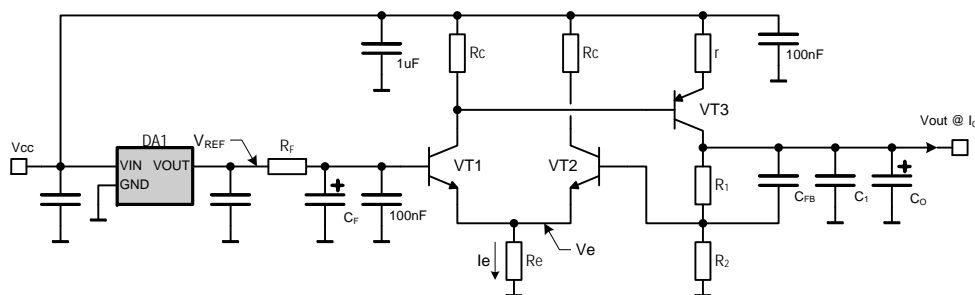 Rc
Rc
r
1uF
100nF
VT3
Vout @ I
Vcc
DA1
VREF
RF
VIN VOUT
GND
VT1
VT2
R1
CF
100nF
CFB
C1
CO
Ie
Re
Ve
R2